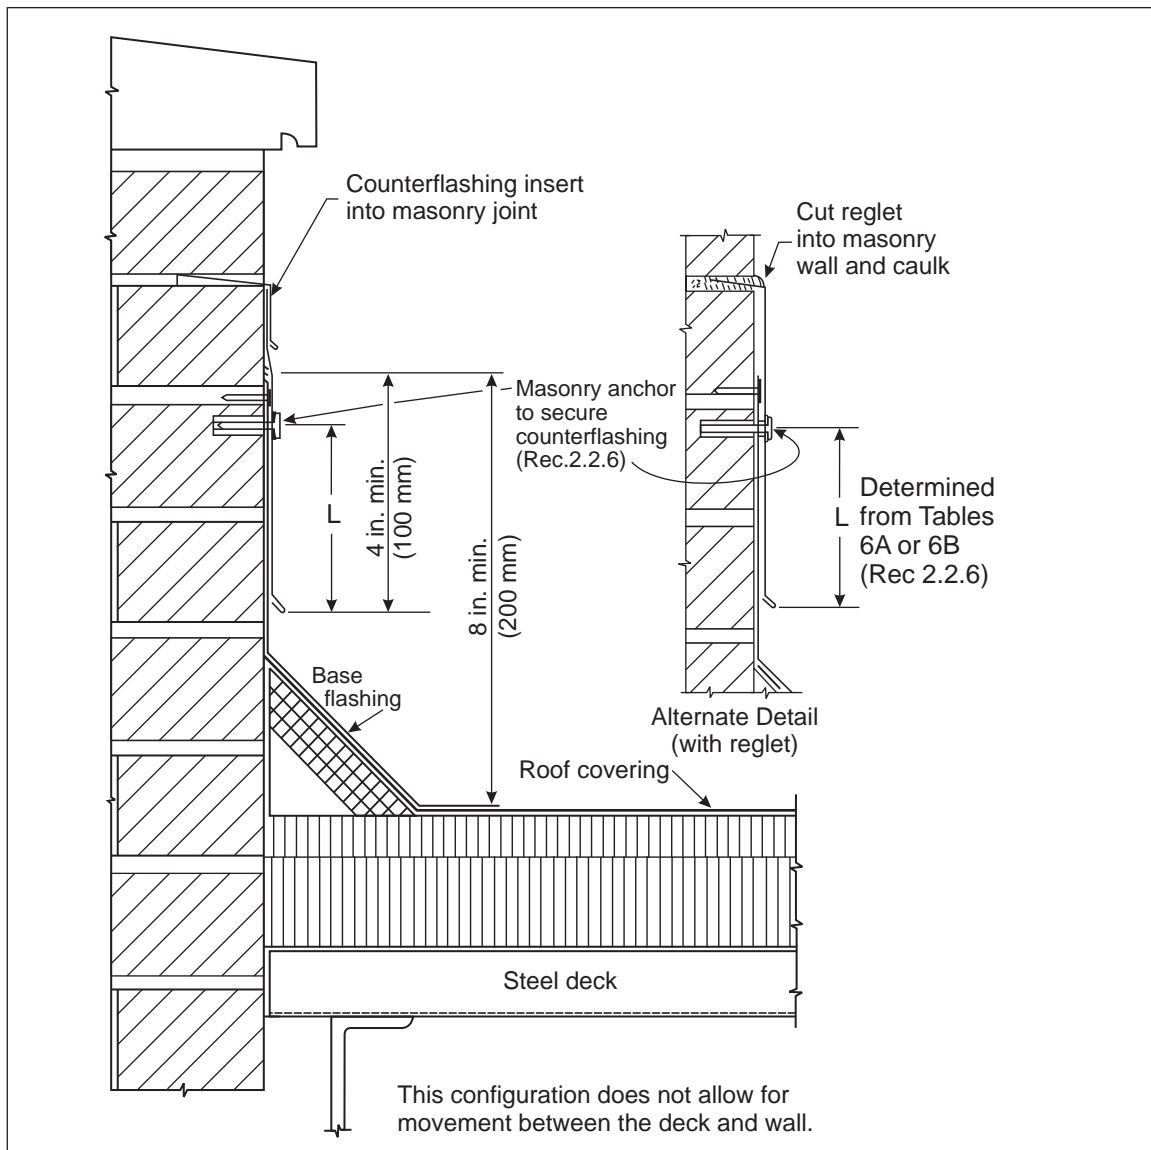 Counterflashing insert
into masonry joint
Cut reglet
into masonry
wall and caulk
Masonry anchor
to secure
counterflashing
(Rec.2.2.6)
L
4 in. min.
(100 mm)
8 in. min.
(200 mm)
L
Determined
from Tables
6A or 6B
(Rec 2.2.6)
Base
flashing
Alternate Detail
(with reglet)
Roof covering
Steel deck
This configuration does not allow for
movement between the deck and wall.